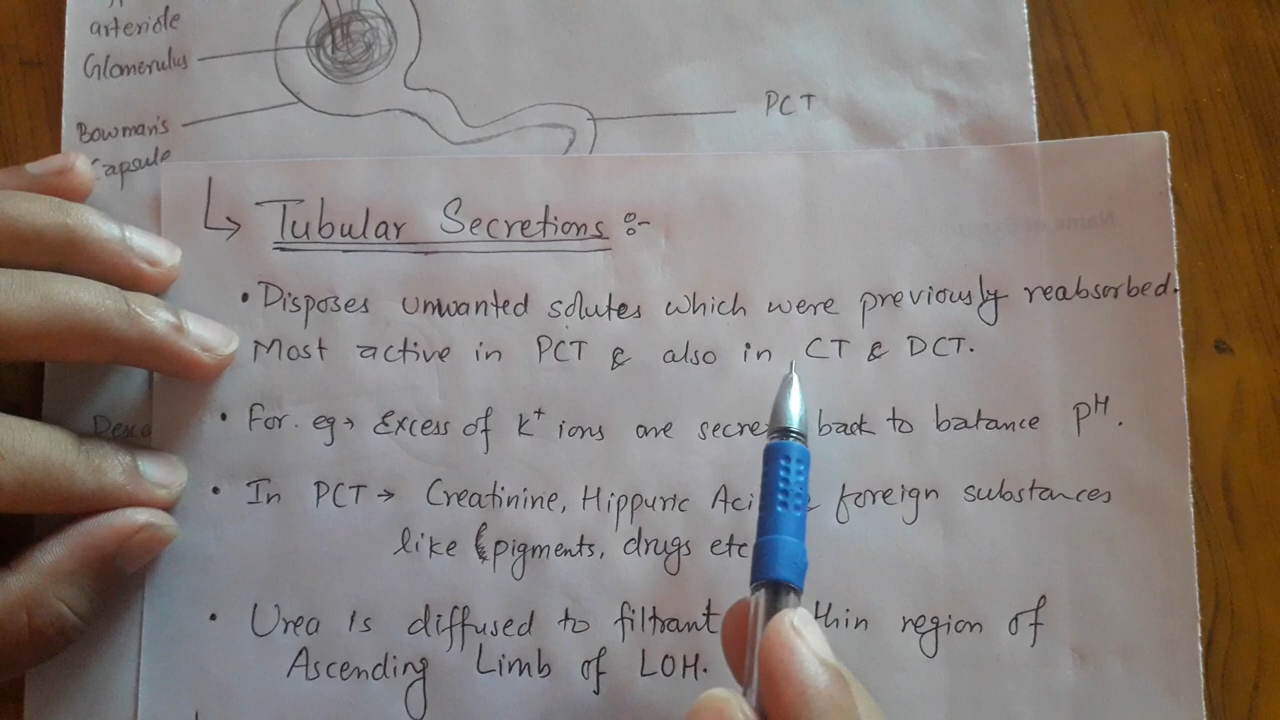 arteriole
Glomerulus
PCT
Bowman's
Capsule
↳ Tubular Secretions :-
• Disposes unwanted solutes which were previously reabsorbed.
Most active in PCT & also in CT & DCT.
• For. eg → Excess of K⁺ ions are secre back to balance pH.
• In PCT → Creatinine, Hippuric Aci foreign substances
like pigments, drugs etc
• Urea is diffused to filtrant thin region of
Ascending Limb of LOH.